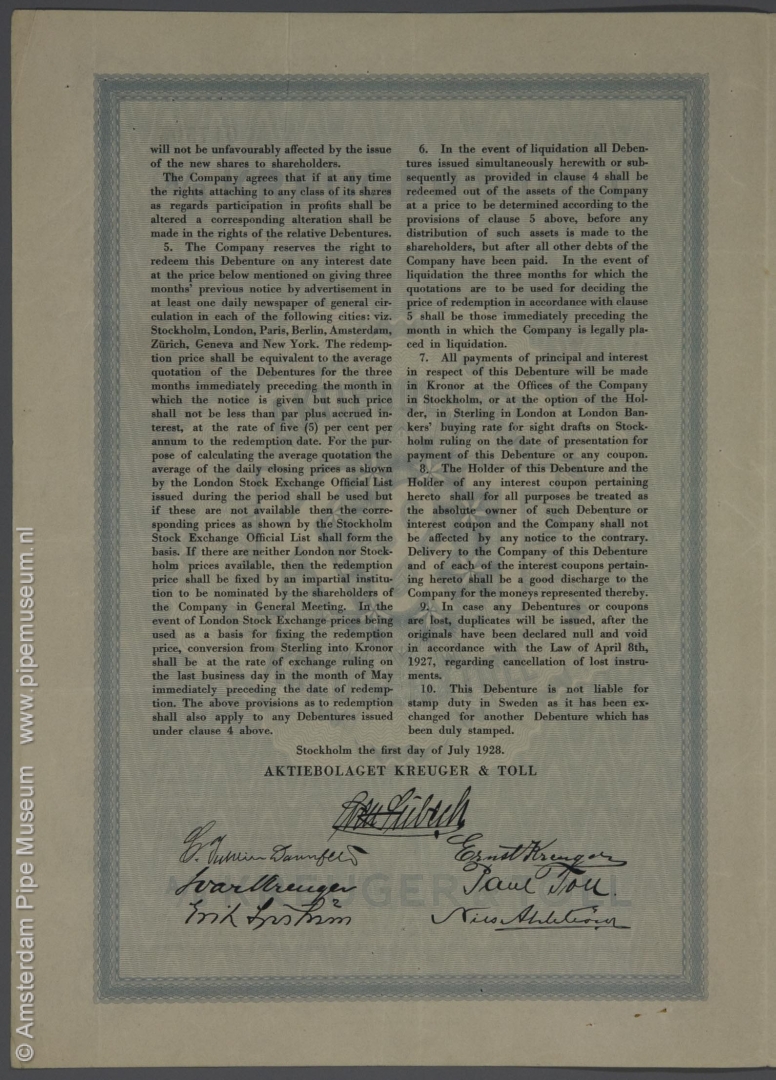 will not be unfavourably affected by the issue
of the new shares to shareholders.
The Company agrees that if at any time
the rights attaching to any class of its shares
as regards participation in profits shall be
altered a corresponding alteration shall be
made in the rights of the relative Debentures.
5. The Company reserves the right to
redeem this Debenture on any interest date
at the price below mentioned on giving three
months' previous notice by advertisement in
at least one daily newspaper of general cir-
culation in each of the following cities: viz.
Stockholm, London, Paris, Berlin, Amsterdam,
Zürich, Geneva and New York. The redemp-
tion price shall be equivalent to the average
quotation of the Debentures for the three
months immediately preceding the month in
which the notice is given but such price
shall not be less than par plus accrued in-
terest, at the rate of five (5) per cent per
annum to the redemption date. For the pur-
pose of calculating the average quotation the
average of the daily closing prices as shown
by the London Stock Exchange Official List
issued during the period shall be used but
if these are not available then the corre-
sponding prices as shown by the Stockholm
Stock Exchange Official List shall form the
basis. If there are neither London nor Stock-
holm prices available, then the redemption
price shall be fixed by an impartial institu-
tion to be nominated by the shareholders of
the Company in General Meeting. In the
event of London Stock Exchange prices being
used as a basis for fixing the redemption
price, conversion from Sterling into Kronor
shall be at the rate of exchange ruling on
the last business day in the month of May
immediately preceding the date of redemp-
tion. The above provisions as to redemption
shall also apply to any Debentures issued
under clause 4 above.
6. In the event of liquidation all Deben-
tures issued simultaneously herewith or sub-
sequently as provided in clause 4 shall be
redeemed out of the assets of the Company
at a price to be determined according to the
provisions of clause 5 above, before any
distribution of such assets is made to the
shareholders, but after all other debts of the
Company have been paid. In the event of
liquidation the three months for which the
quotations are to be used for deciding the
price of redemption in accordance with clause
5 shall be those immediately preceding the
month in which the Company is legally pla-
ced in liquidation.
7. All payments of principal and interest
in respect of this Debenture will be made
in Kronor at the Offices of the Company
in Stockholm, or at the option of the Hol-
der, in Sterling in London at London Ban-
kers' buying rate for sight drafts on Stock-
holm ruling on the date of presentation for
payment of this Debenture or any coupon.
8. The Holder of this Debenture and the
Holder of any interest coupon pertaining
hereto shall for all purposes be treated as
the absolute owner of such Debenture or
interest coupon and the Company shall not
be affected by any notice to the contrary.
Delivery to the Company of this Debenture
and of each of the interest coupons pertain-
ing hereto shall be a good discharge to the
Company for the moneys represented thereby.
9. In case any Debentures or coupons
are lost, duplicates will be issued, after the
originals have been declared null and void
in accordance with the Law of April 8th,
1927, regarding cancellation of lost instru-
ments.
10. This Debenture is not liable for
stamp duty in Sweden as it has been ex-
changed for another Debenture which has
been duly stamped.
Stockholm the first day of July 1928.
AKTIEBOLAGET KREUGER & TOLL
Ernst Kreuger
Ivar Kreuger
Paul Toll.
KREUGER
© Amsterdam Pipe Museum www.pipemuseum.nl